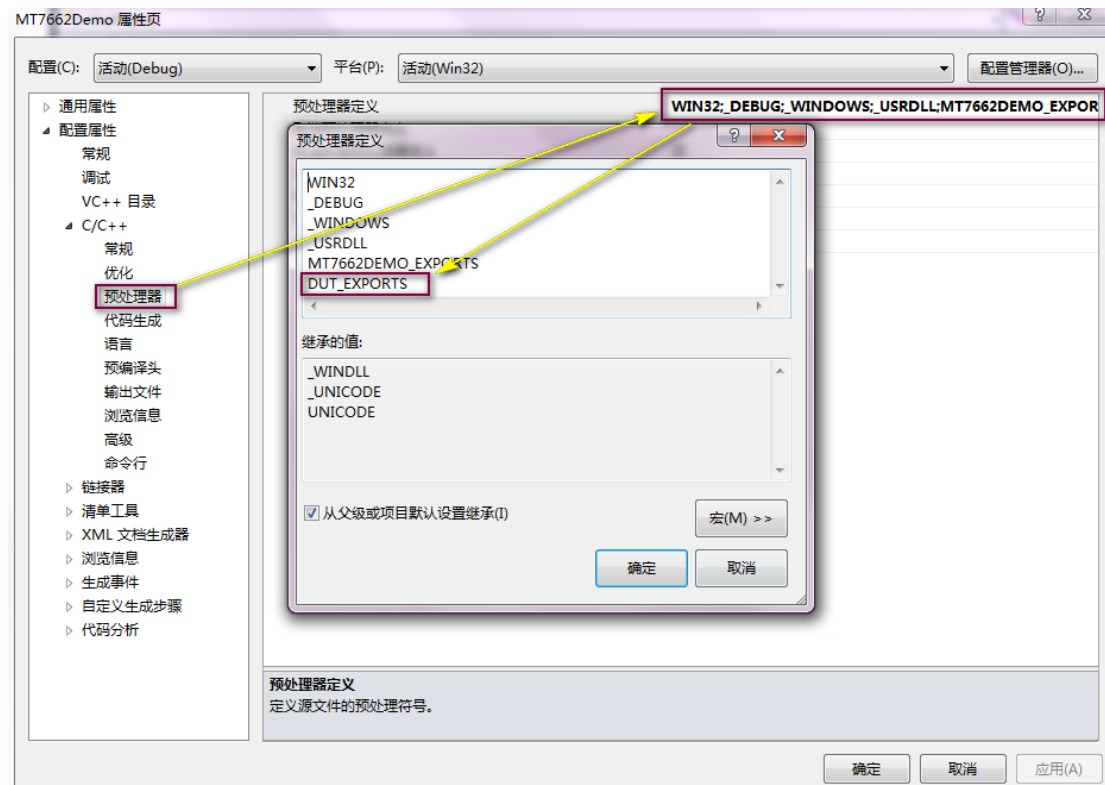 MT7662Demo 属性页
配置(C):
活动(Debug)
平台(P):
活动(Win32)
配置管理器(O)...
通用属性
配置属性
常规
调试
VC++ 目录
C/C++
常规
优化
预处理器
代码生成
语言
预编译头
输出文件
浏览信息
高级
命令行
链接器
清单工具
XML 文档生成器
浏览信息
生成事件
自定义生成步骤
代码分析
预处理器定义
WIN32;_DEBUG;_WINDOWS;_USRDLL;MT7662DEMO_EXPOR
预处理器定义
WIN32
_DEBUG
_WINDOWS
_USRDLL
MT7662DEMO_EXPORTS
DUT_EXPORTS
继承的值:
_WINDLL
_UNICODE
UNICODE
从父级或项目默认设置继承(I)
宏(M) >>
确定
取消
预处理器定义
定义源文件的预处理符号。
确定
取消
应用(A)